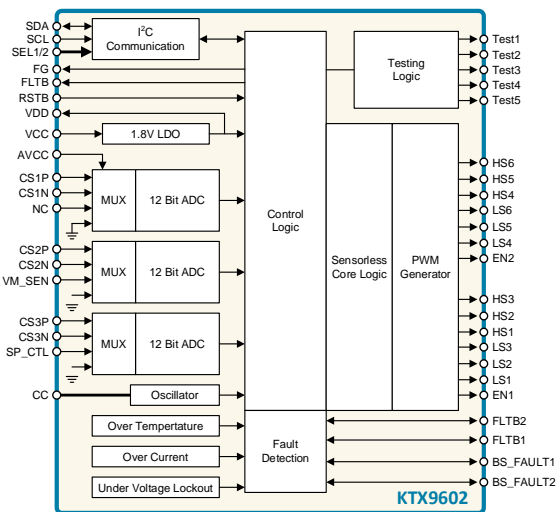 SDA
SCL
SEL1/2
FG
FLTB
RSTB
VDD
VCC
AVCC
CS1P
CS1N
NC
CS2P
CS2N
VM_SEN
CS3P
CS3N
SP_CTL
CC
I2C
Communication
1.8V LDO
MUX
12 Bit ADC
MUX
12 Bit ADC
MUX
12 Bit ADC
Oscillator
Over Tempertature
Over Current
Under Voltage Lockout
Control
Logic
Fault
Detection
Testing
Logic
Sensorless
Core Logic
PWM
Generator
Test1
Test2
Test3
Test4
Test5
HS6
HS5
HS4
LS6
LS5
LS4
EN2
HS3
HS2
HS1
LS3
LS2
LS1
EN1
FLTB2
FLTB1
BS_FAULT1
BS_FAULT2
KTX9602